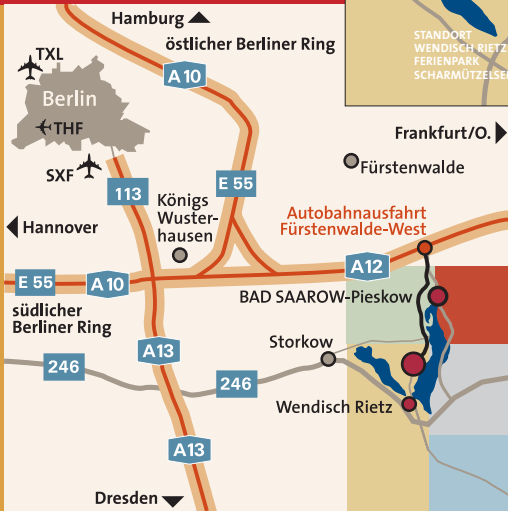 Hamburg
östlicher Berliner Ring
STANDORT
WENDISCH RIETZ
FERIENPARK
TXL
A 10
Berlin
THF
Frankfurt/O.
SXF
Fürstenwalde
113
E 55
Königs
Wuster-
hausen
Hannover
Autobahnausfahrt
Fürstenwalde-West
E 55
A 10
A12
BAD SAAROW-Pieskow
südlicher
Berliner Ring
A13
Storkow
246
246
Wendisch Rietz
A13
Dresden